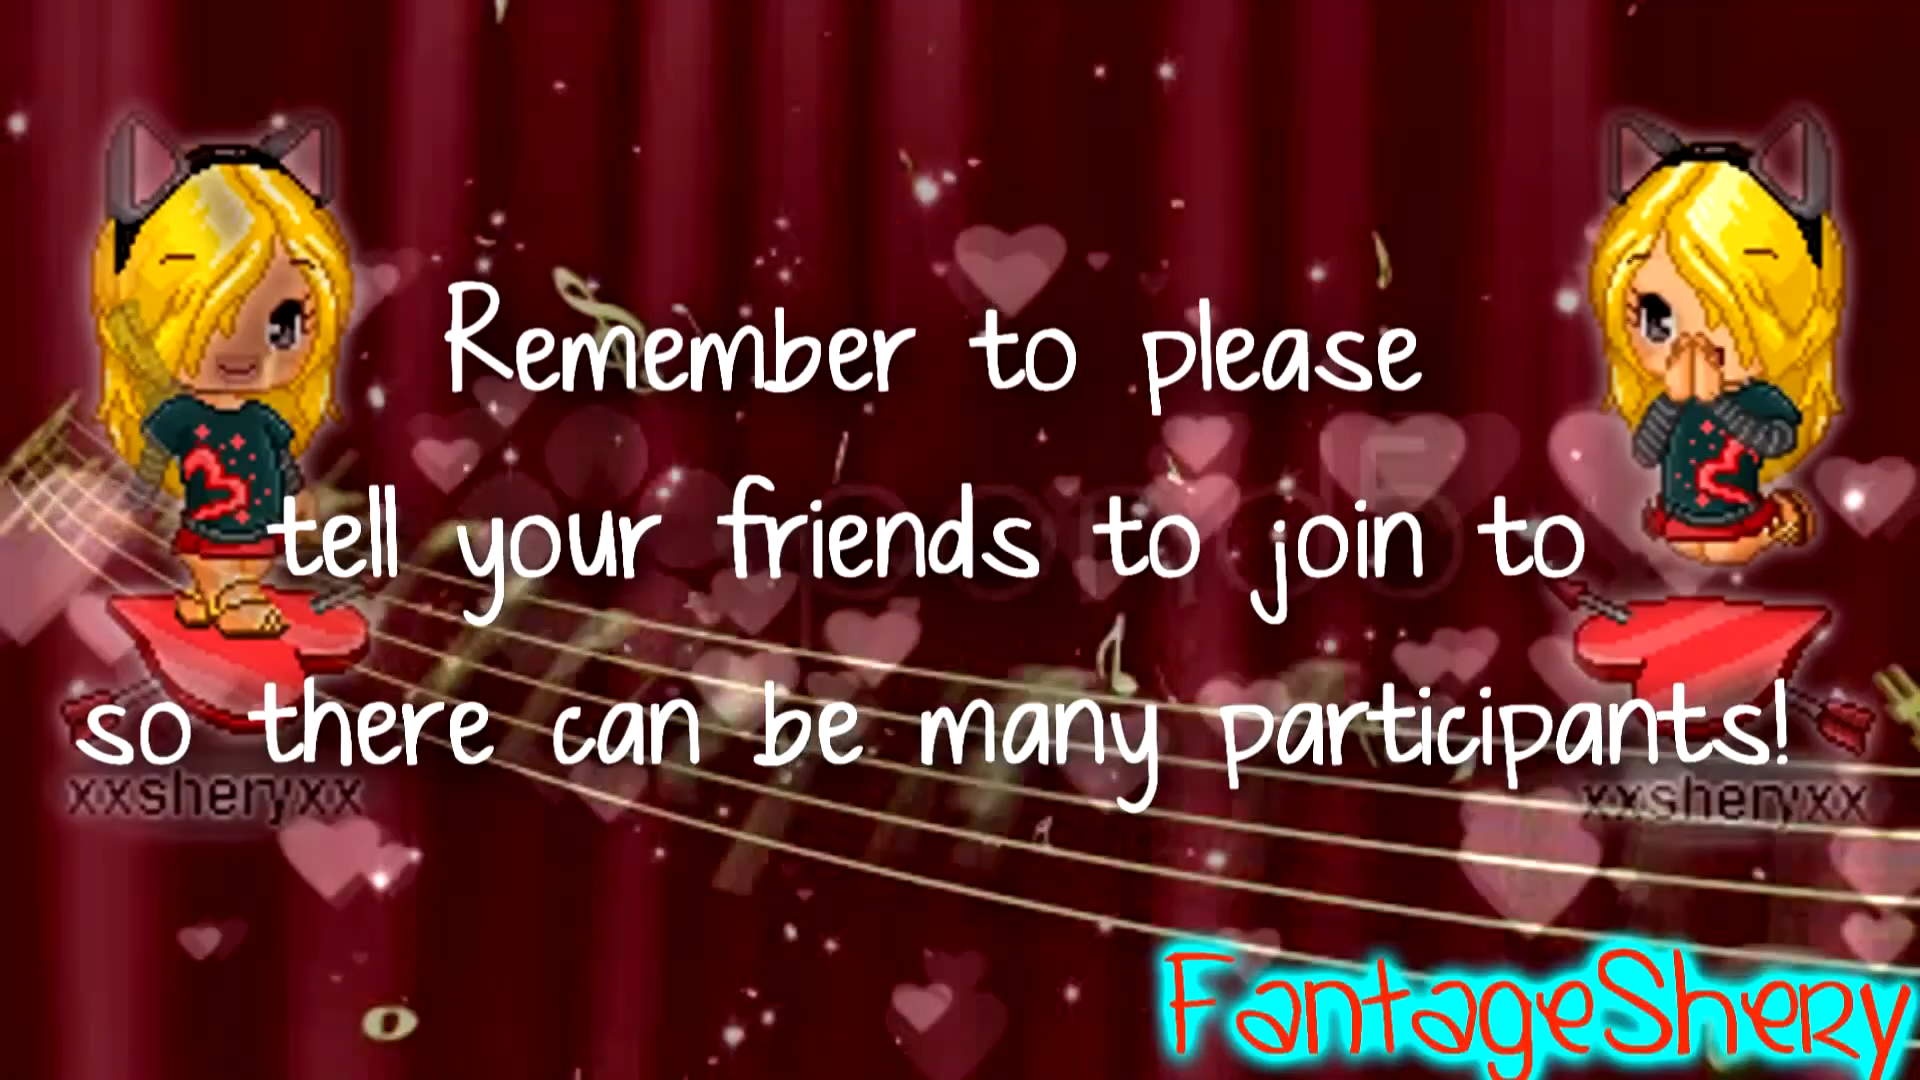 Remember to please
tell your friends to join to
so there can be many participants!
xxsheryxx
xxsheryxx
FantageShery